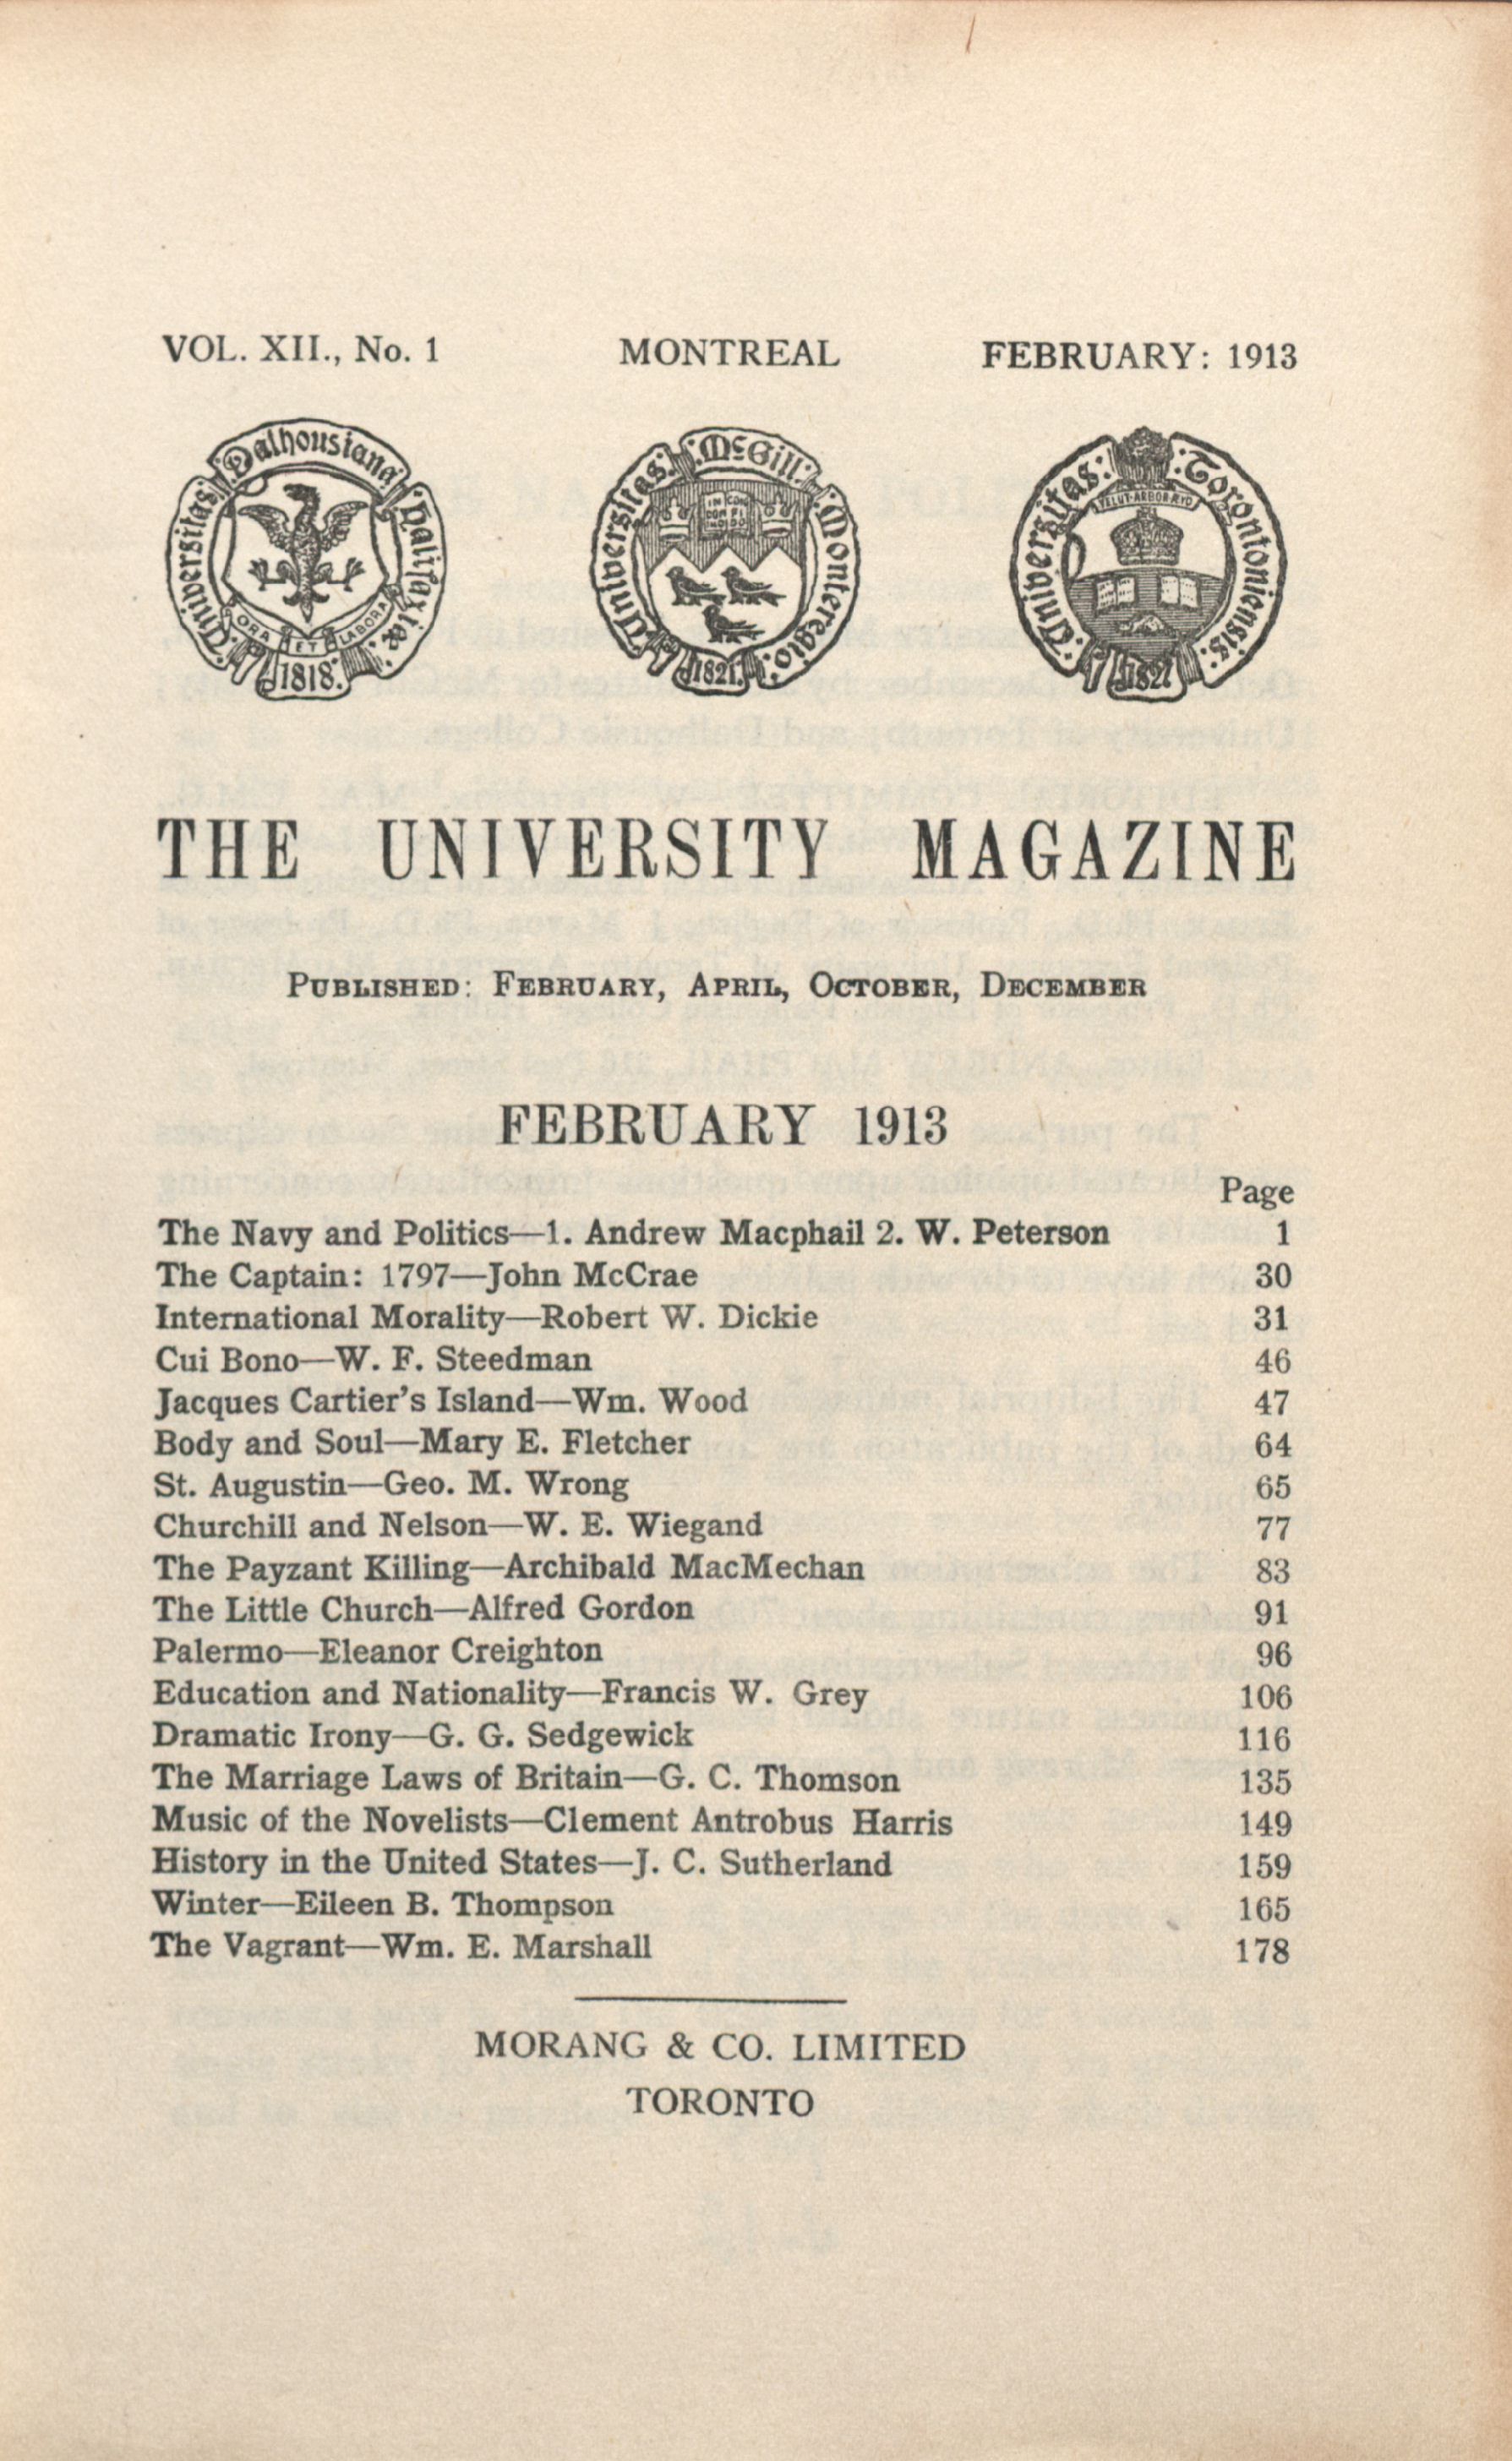 VOL. XII., No. 1 MONTREAL FEBRUARY: 1913
Universitas Dalhousiana Halifaxiæ
ORA ET LABORA
1818
Universitas McGill Monteregio
IN DOMINO CONFIDO
1821
Universitas Torontoniensis
VELUT ARBOR ÆVO
1827
THE UNIVERSITY MAGAZINE
PUBLISHED: FEBRUARY, APRIL, OCTOBER, DECEMBER
FEBRUARY 1913
Page
The Navy and Politics—1. Andrew Macphail 2. W. Peterson 1
The Captain: 1797—John McCrae 30
International Morality—Robert W. Dickie 31
Cui Bono—W. F. Steedman 46
Jacques Cartier's Island—Wm. Wood 47
Body and Soul—Mary E. Fletcher 64
St. Augustin—Geo. M. Wrong 65
Churchill and Nelson—W. E. Wiegand 77
The Payzant Killing—Archibald MacMechan 83
The Little Church—Alfred Gordon 91
Palermo—Eleanor Creighton 96
Education and Nationality—Francis W. Grey 106
Dramatic Irony—G. G. Sedgewick 116
The Marriage Laws of Britain—G. C. Thomson 135
Music of the Novelists—Clement Antrobus Harris 149
History in the United States—J. C. Sutherland 159
Winter—Eileen B. Thompson 165
The Vagrant—Wm. E. Marshall 178
MORANG & CO. LIMITED
TORONTO